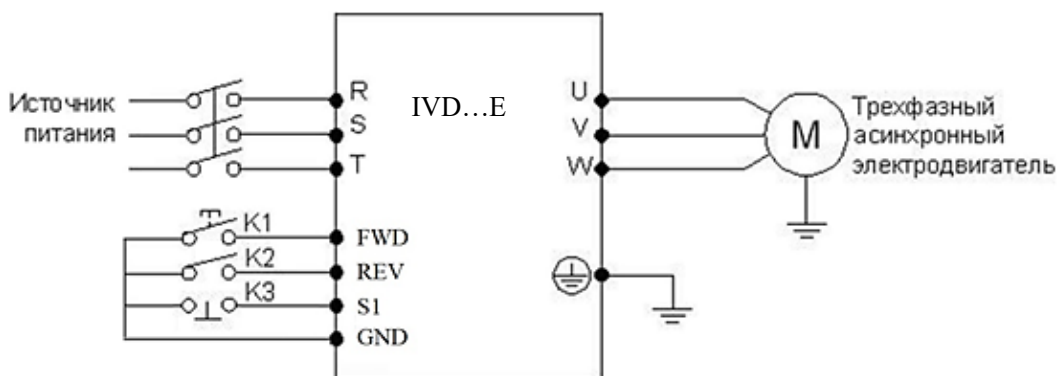 Источник
питания
R
S
T
IVD...E
U
V
W
M
Трехфазный
асинхронный
электродвигатель
K1
FWD
K2
REV
K3
S1
GND